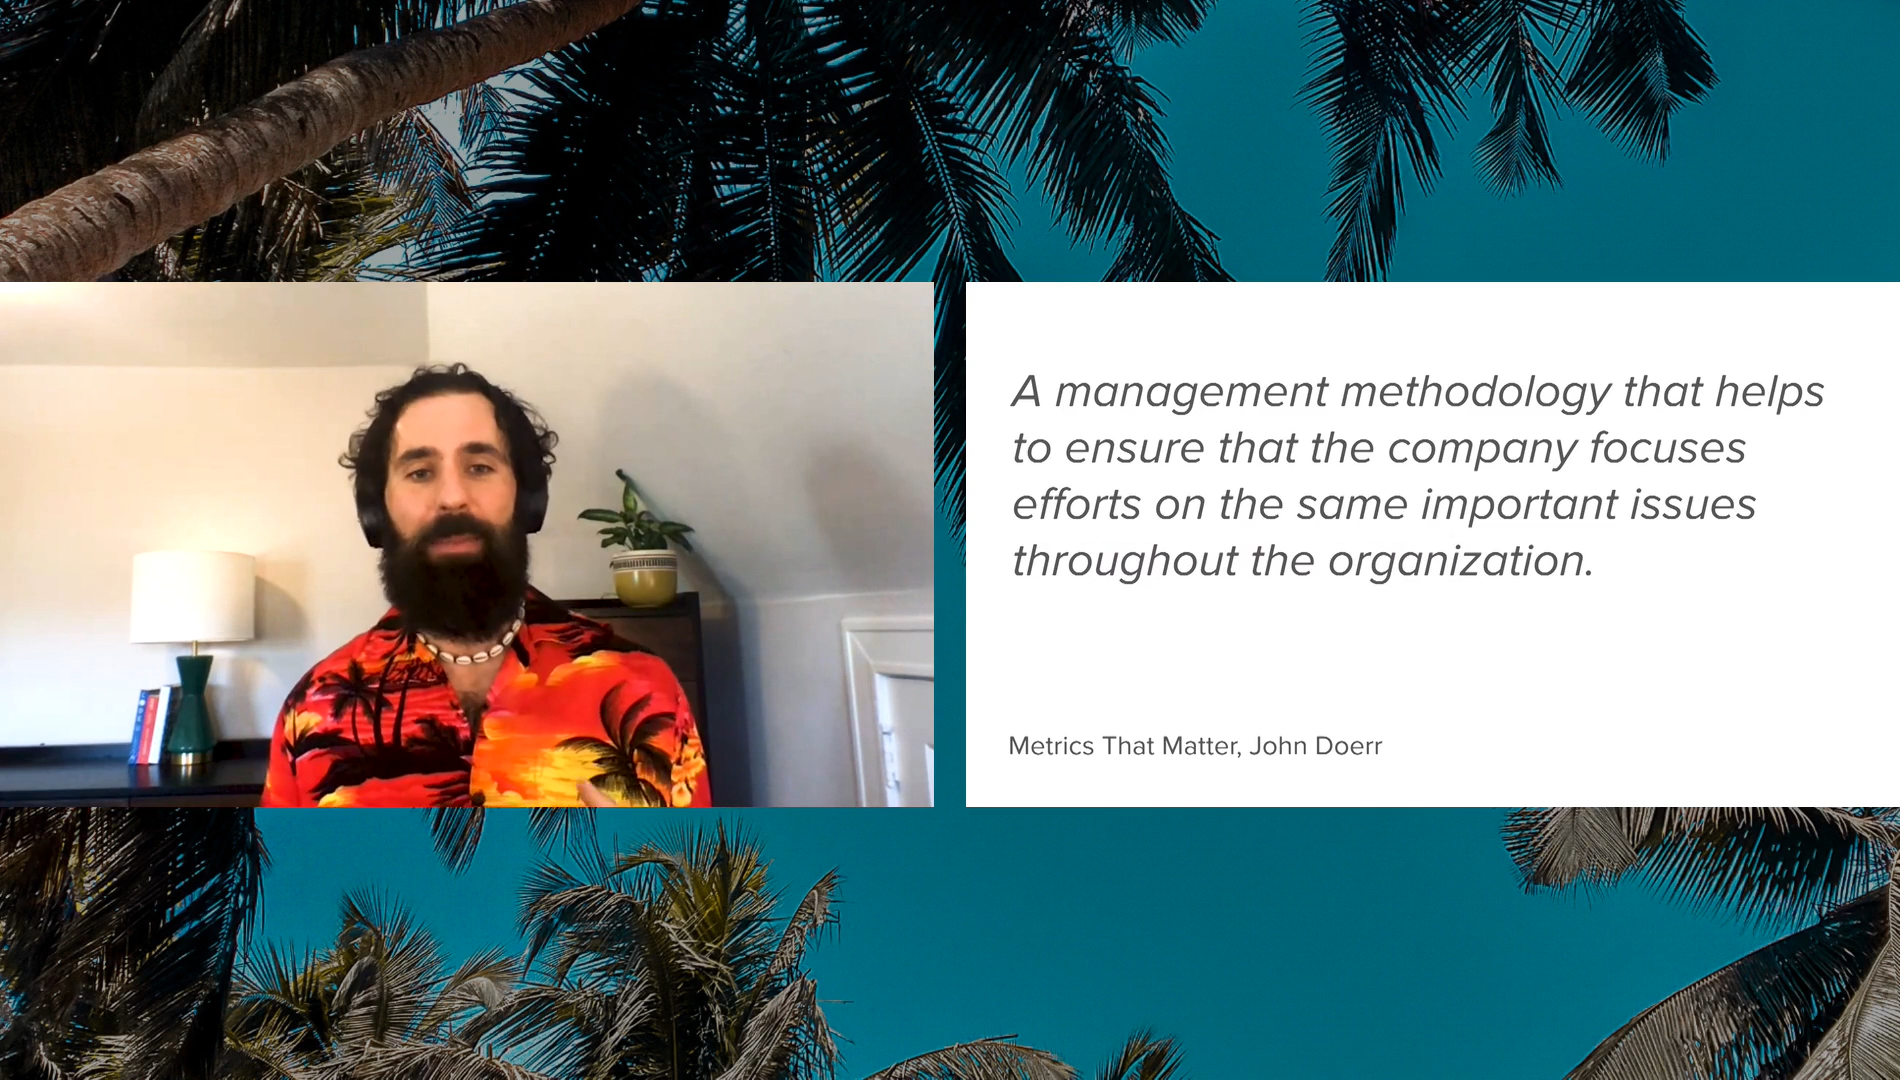 A management methodology that helps
to ensure that the company focuses
efforts on the same important issues
throughout the organization.
Metrics That Matter, John Doerr